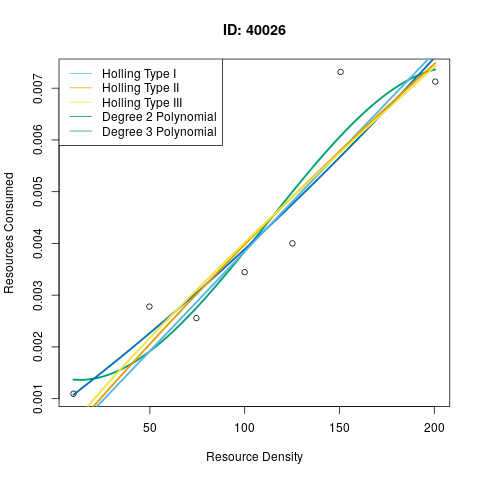 ID: 40026
Holling Type I
Holling Type II
Holling Type III
Degree 2 Polynomial
Degree 3 Polynomial
Resources Consumed
0.007
0.006
0.005
0.004
0.003
0.002
0.001
50 100 150 200
Resource Density